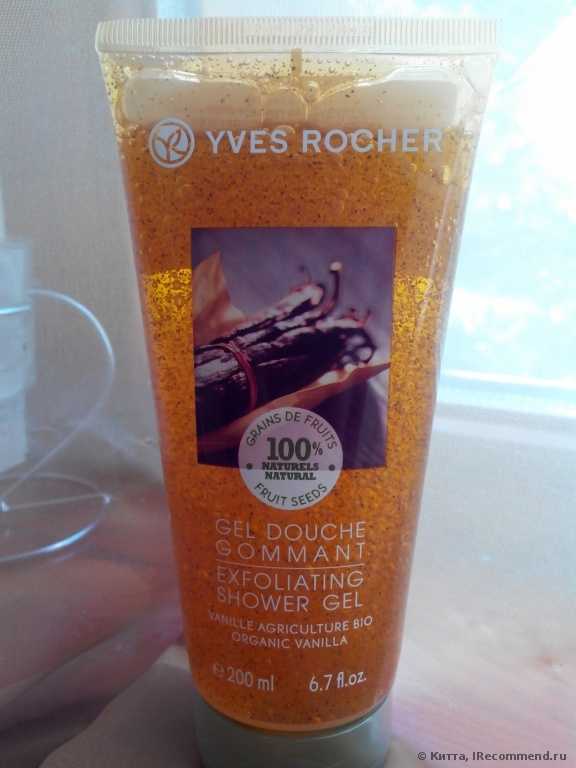 YVES ROCHER
GRAINS DE FRUITS
100%
NATURELS
NATURAL
FRUIT SEEDS
GEL DOUCHE
GOMMANT
EXFOLIATING
SHOWER GEL
VANILLE AGRICULTURE BIO
ORGANIC VANILLA
℮200 ml 6.7 fl.oz.
© Китта, IRecommend.ru